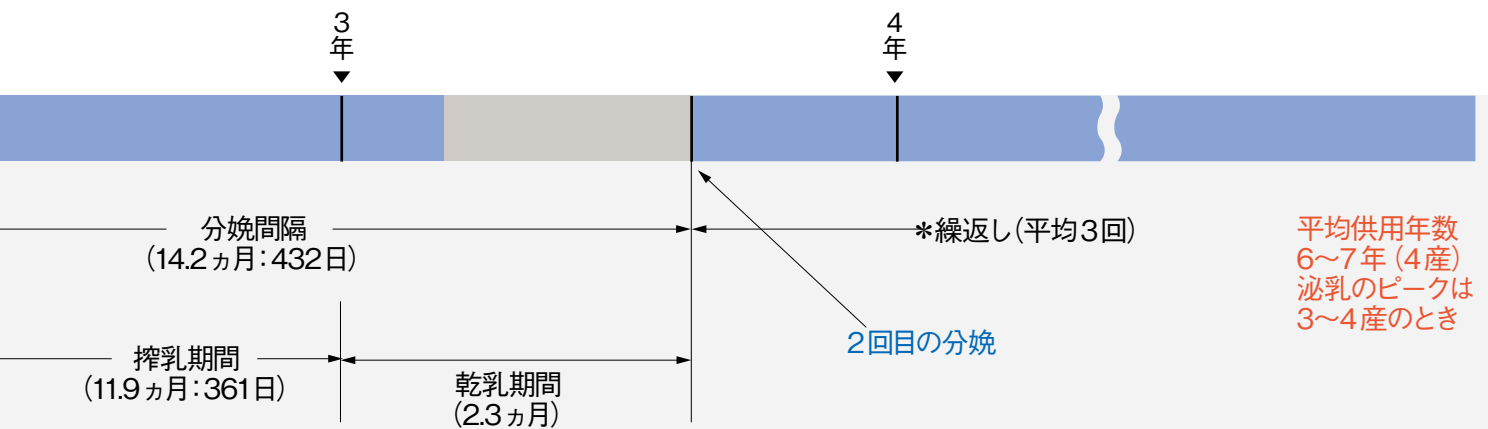 3年
4年
分娩間隔
(14.2ヵ月:432日)
*繰返し(平均3回)
平均供用年数
6〜7年(4産)
泌乳のピークは
3〜4産のとき
2回目の分娩
搾乳期間
(11.9ヵ月:361日)
乾乳期間
(2.3ヵ月)